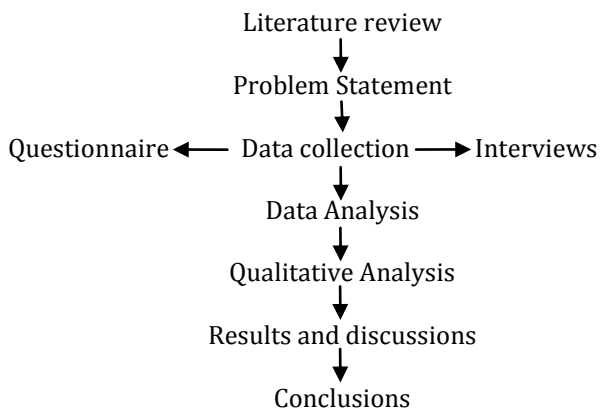 Literature review
Problem Statement
Questionnaire Data collection Interviews
Data Analysis
Qualitative Analysis
Results and discussions
Conclusions